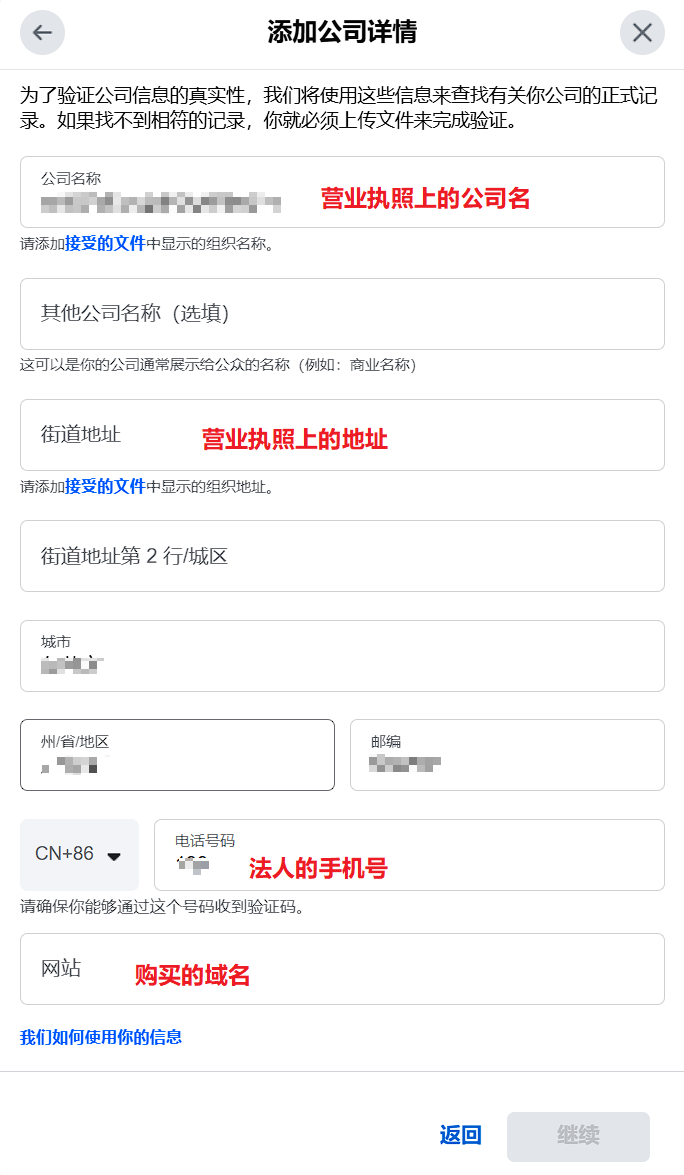 添加公司详情
为了验证公司信息的真实性，我们将使用这些信息来查找有关你公司的正式记
录。如果找不到相符的记录，你就必须上传文件来完成验证。
公司名称
营业执照上的公司名
请添加接受的文件中显示的组织名称。
其他公司名称（选填）
这可以是你的公司通常展示给公众的名称（例如：商业名称）
街道地址 营业执照上的地址
请添加接受的文件中显示的组织地址。
街道地址第 2 行/城区
城市
州/省/地区 邮编
CN+86 电话号码
法人的手机号
请确保你能够通过这个号码收到验证码。
网站 购买的域名
我们如何使用你的信息
返回 继续